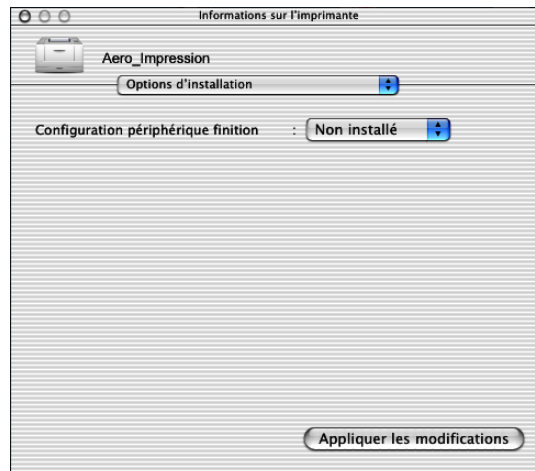 Informations sur l'imprimante
Aero_Impression
Options d'installation
Configuration périphérique finition : Non installé
Appliquer les modifications